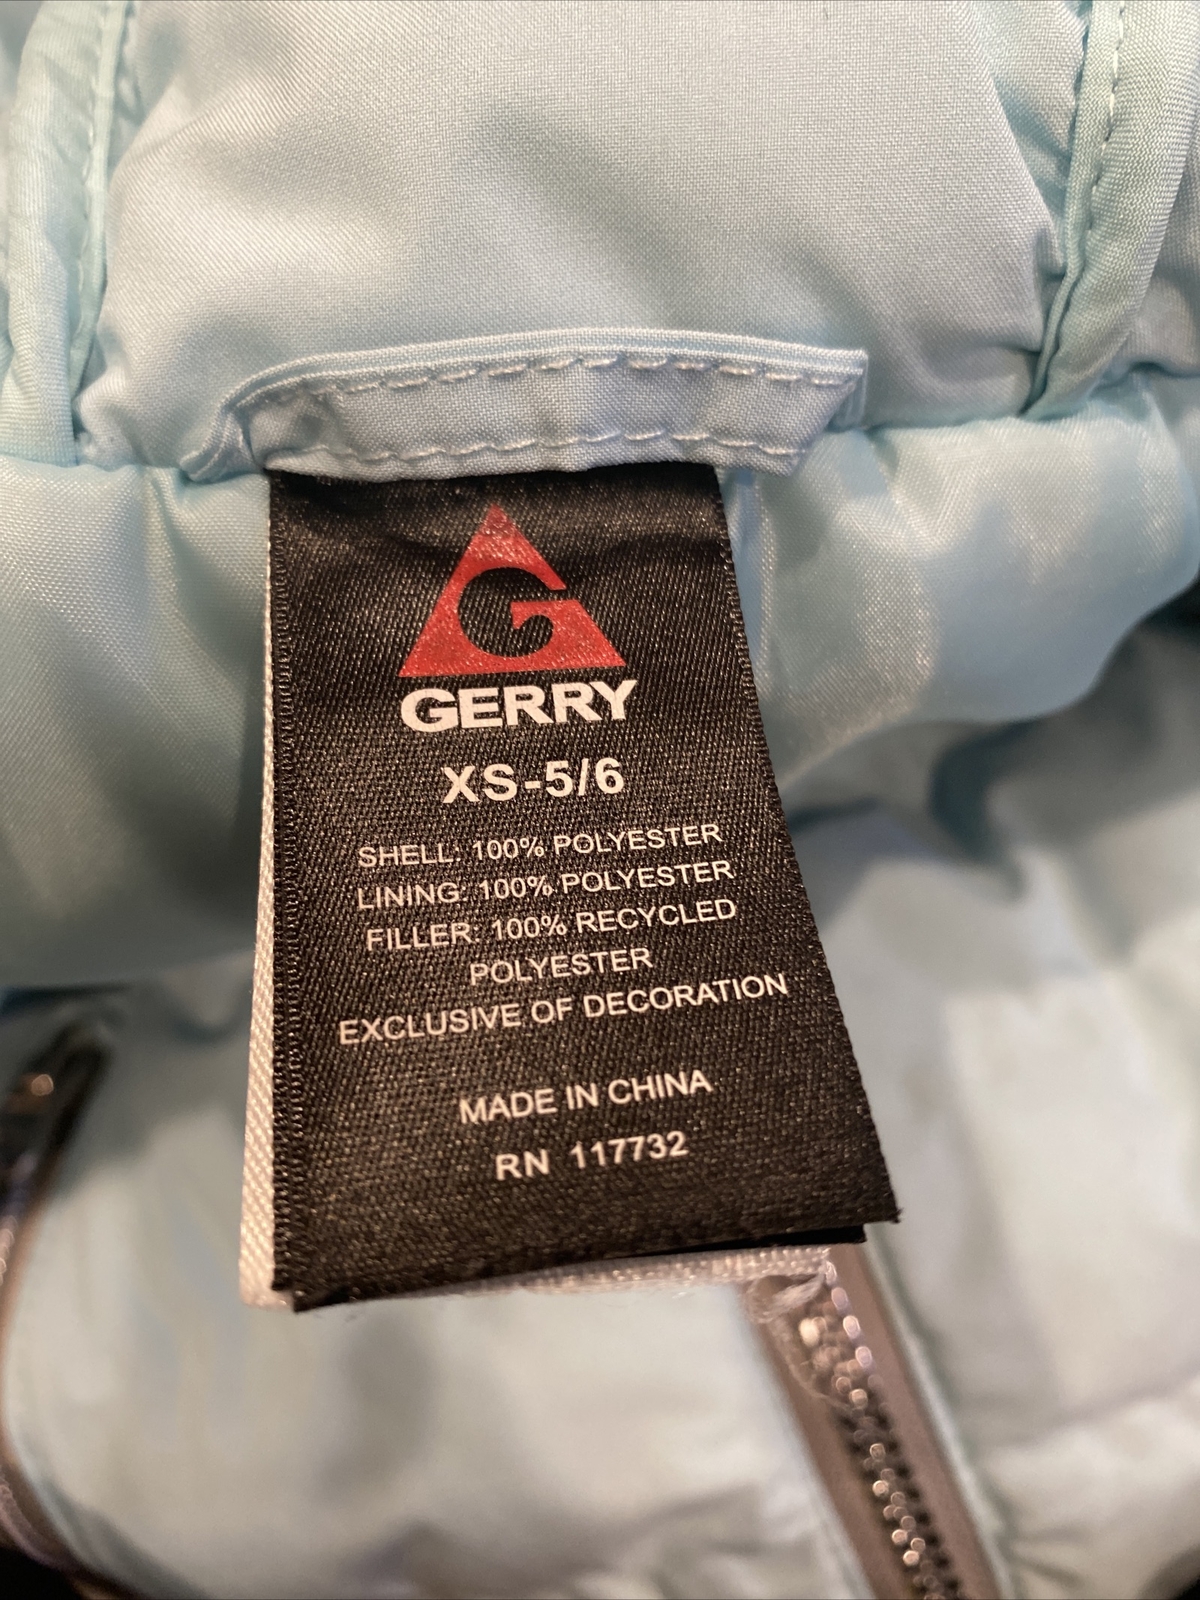 GERRY
XS-5/6
SHELL: 100% POLYESTER
LINING: 100% POLYESTER
FILLER: 100% RECYCLED
POLYESTER
EXCLUSIVE OF DECORATION
MADE IN CHINA
RN 117732